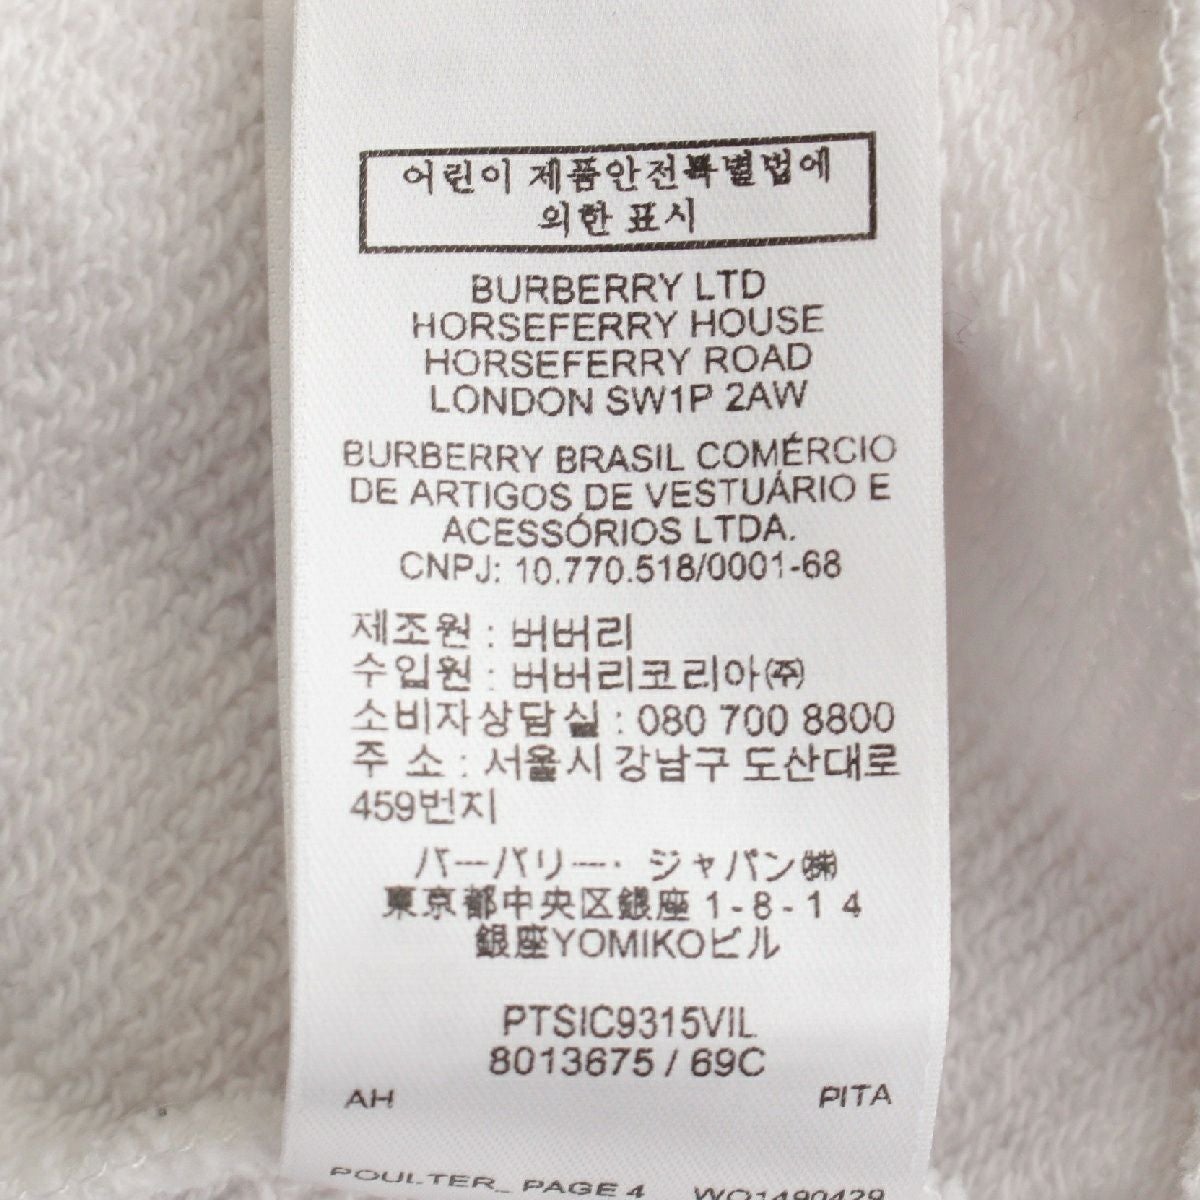 어린이 제품안전특별법에
의한 표시
BURBERRY LTD
HORSEFERRY HOUSE
HORSEFERRY ROAD
LONDON SW1P 2AW
BURBERRY BRASIL COMÉRCIO
DE ARTIGOS DE VESTUÁRIO E
ACESSÓRIOS LTDA.
CNPJ: 10.770.518/0001-68
제조원 : 버버리
수입원 : 버버리코리아㈜
소비자상담실 : 080 700 8800
주 소 : 서울시 강남구 도산대로
459번지
バーバリー・ジャパン㈱
東京都中央区銀座 1-8-14
銀座YOMIKOビル
PTSIC9315VIL
8013675 / 69C
AH PITA
POULTER_ PAGE 4 WO1490429